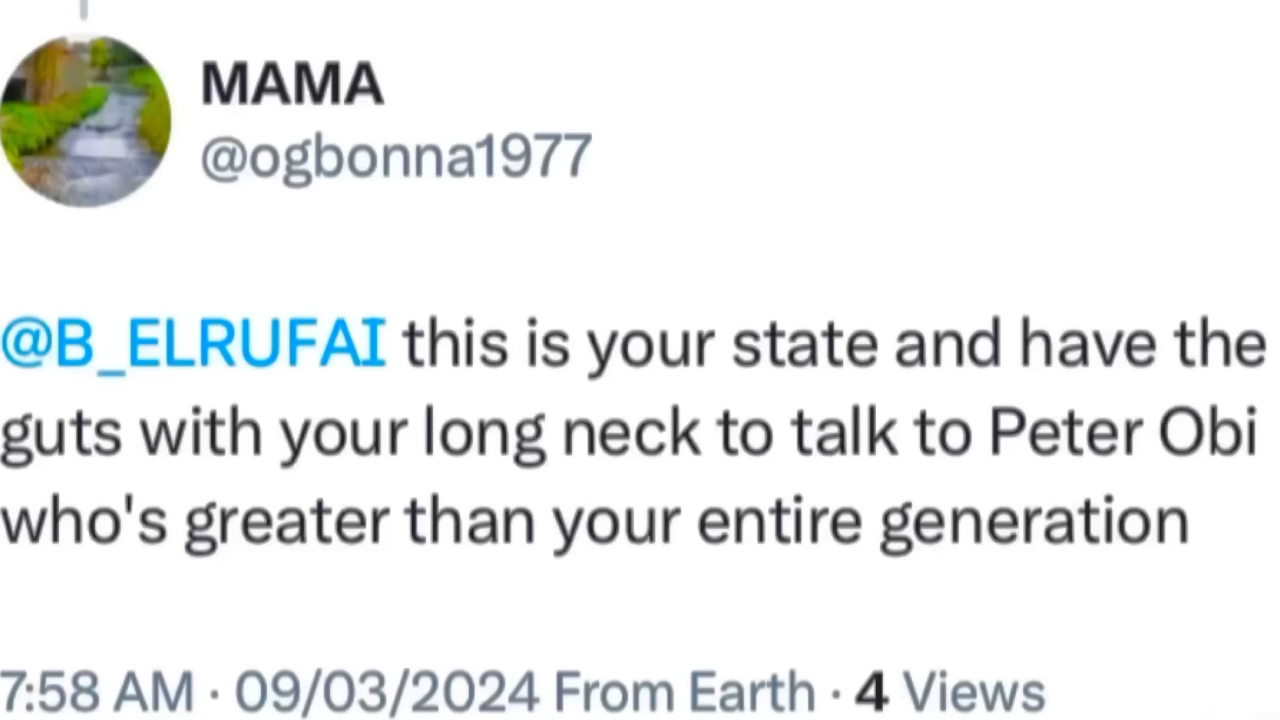 MAMA
@ogbonna1977
@B_ELRUFAI this is your state and have the
guts with your long neck to talk to Peter Obi
who's greater than your entire generation
7:58 AM · 09/03/2024 From Earth · 4 Views